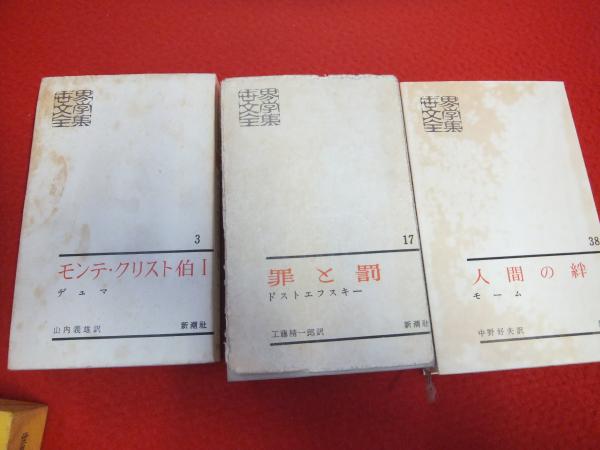 世界
文学
全集
3
モンテ・クリスト伯 I
デュマ
山内義雄訳
新潮社
世界
文学
全集
17
罪と罰
ドストエフスキー
工藤精一郎訳
新潮社
世界
文学
全集
38
人間の絆
モーム
中野好夫訳